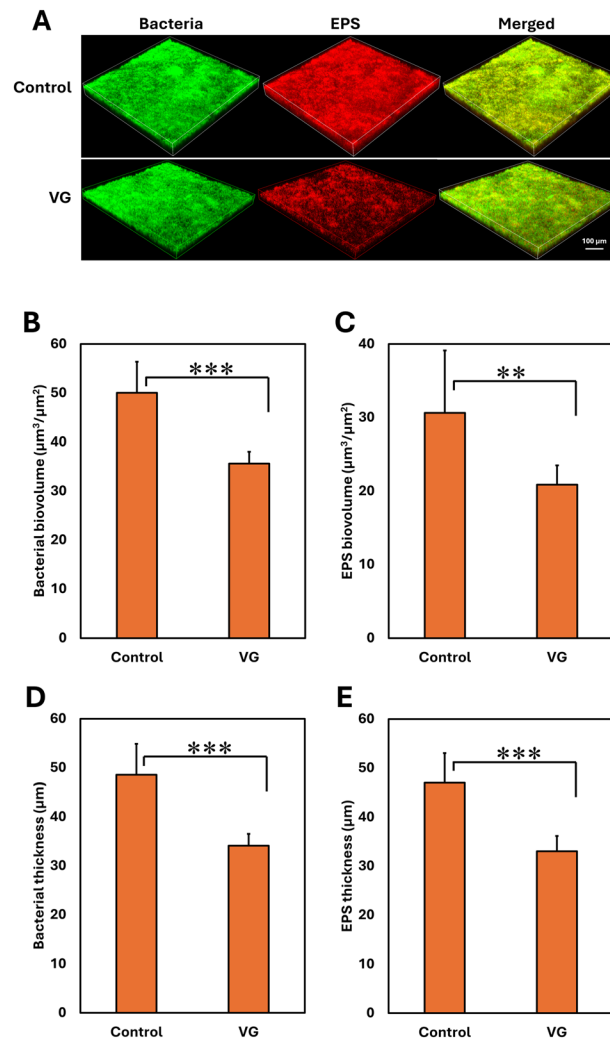 A
Bacteria EPS Merged
Control
VG
100 µm
B
Bacterial biovolume (µm³/µm²)
60
50
40
30
20
10
0
***
Control VG
C
EPS biovolume (µm³/µm²)
40
30
20
10
0
**
Control VG
D
Bacterial thickness (µm)
60
50
40
30
20
10
0
***
Control VG
E
EPS thickness (µm)
60
50
40
30
20
10
0
***
Control VG